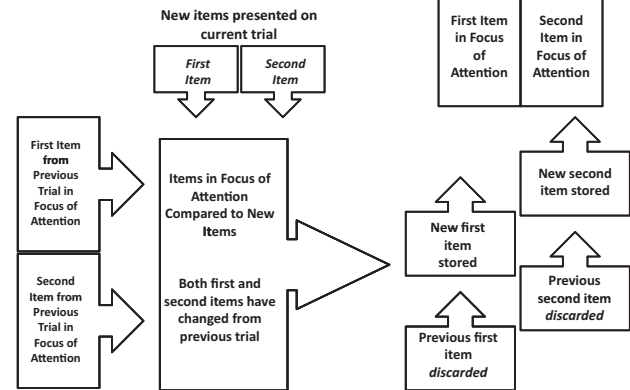 New items presented on
current trial
First
Item
Second
Item
First Item
from
Previous
Trial in
Focus of
Attention
Second
Item from
Previous
Trial in
Focus of
Attention
Items in Focus of
Attention
Compared to New
Items
Both first and
second items have
changed from
previous trial
First Item
in Focus
of
Attention
Second
Item in
Focus of
Attention
New first
item
stored
New second
item stored
Previous first
item
discarded
Previous
second item
discarded